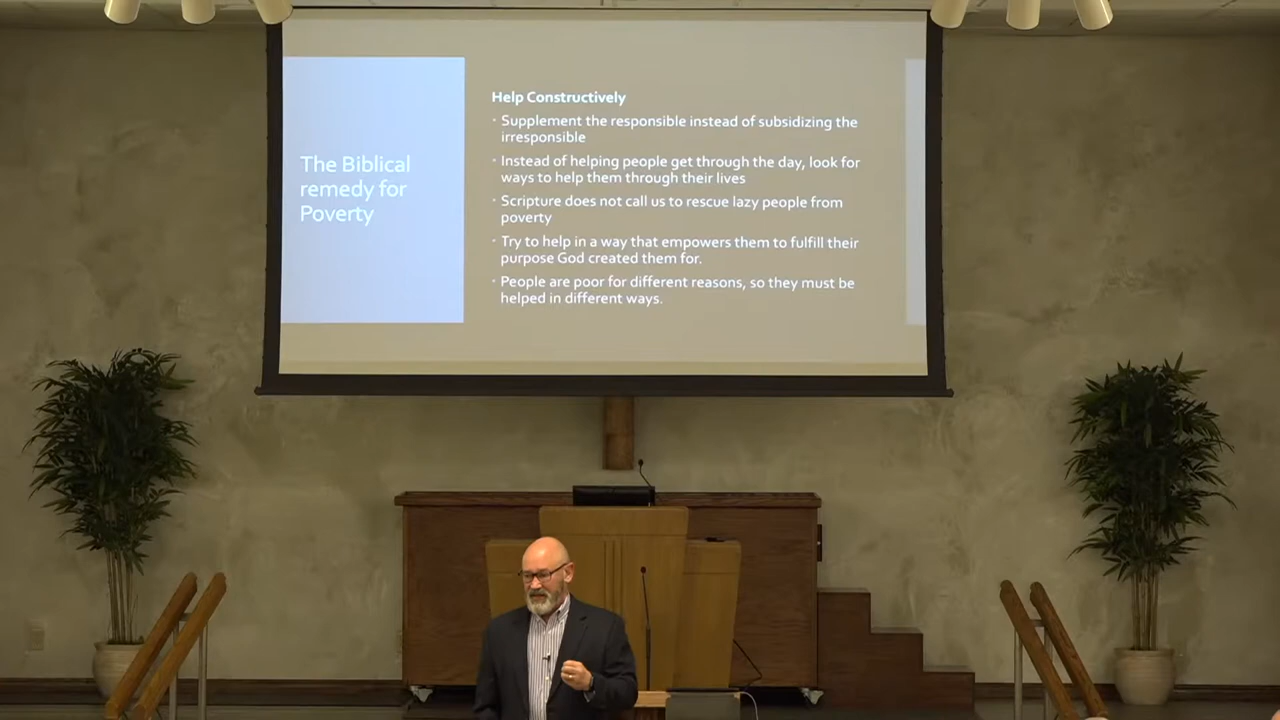 The Biblical
remedy for
Poverty
Help Constructively
Supplement the responsible instead of subsidizing the
irresponsible
Instead of helping people get through the day, look for
ways to help them through their lives
Scripture does not call us to rescue lazy people from
poverty
Try to help in a way that empowers them to fulfill their
purpose God created them for.
People are poor for different reasons, so they must be
helped in different ways.